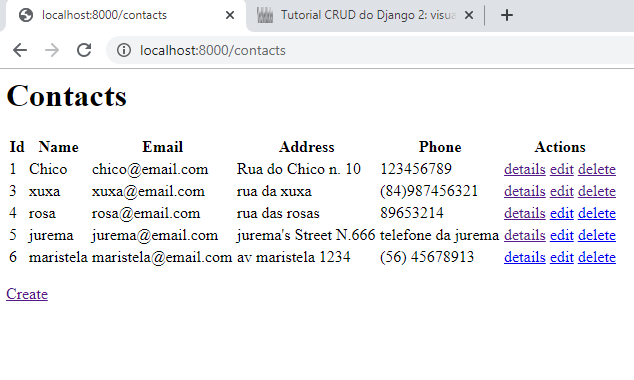 localhost:8000/contacts Tutorial CRUD do Django 2: visua
localhost:8000/contacts
Contacts
Id Name Email Address Phone Actions
1 Chico chico@email.com Rua do Chico n. 10 123456789 details edit delete
3 xuxa xuxa@email.com rua da xuxa (84)987456321 details edit delete
4 rosa rosa@email.com rua das rosas 89653214 details edit delete
5 jurema jurema@email.com jurema's Street N.666 telefone da jurema details edit delete
6 maristela maristela@email.com av maristela 1234 (56) 45678913 details edit delete
Create